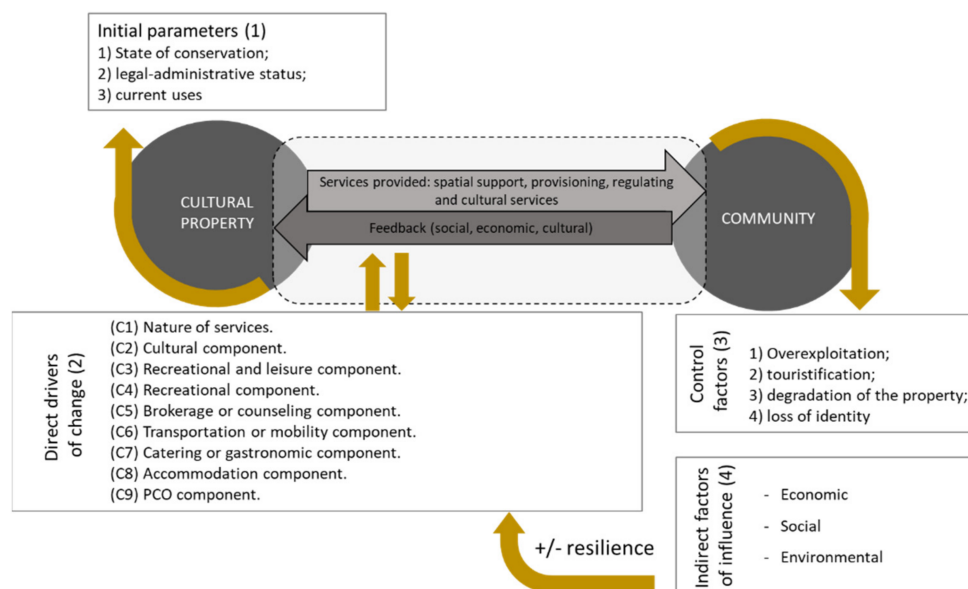 Initial parameters (1)
1) State of conservation;
2) legal-administrative status;
3) current uses
CULTURAL
PROPERTY
Services provided: spatial support, provisioning, regulating
and cultural services
Feedback (social, economic, cultural)
COMMUNITY
Direct drivers
of change (2)
(C1) Nature of services.
(C2) Cultural component.
(C3) Recreational and leisure component.
(C4) Recreational component.
(C5) Brokerage or counseling component.
(C6) Transportation or mobility component.
(C7) Catering or gastronomic component.
(C8) Accommodation component.
(C9) PCO component.
Control
factors (3)
1) Overexploitation;
2) touristification;
3) degradation of the property;
4) loss of identity
Indirect factors
of influence (4)
- Economic
- Social
- Environmental
+/- resilience